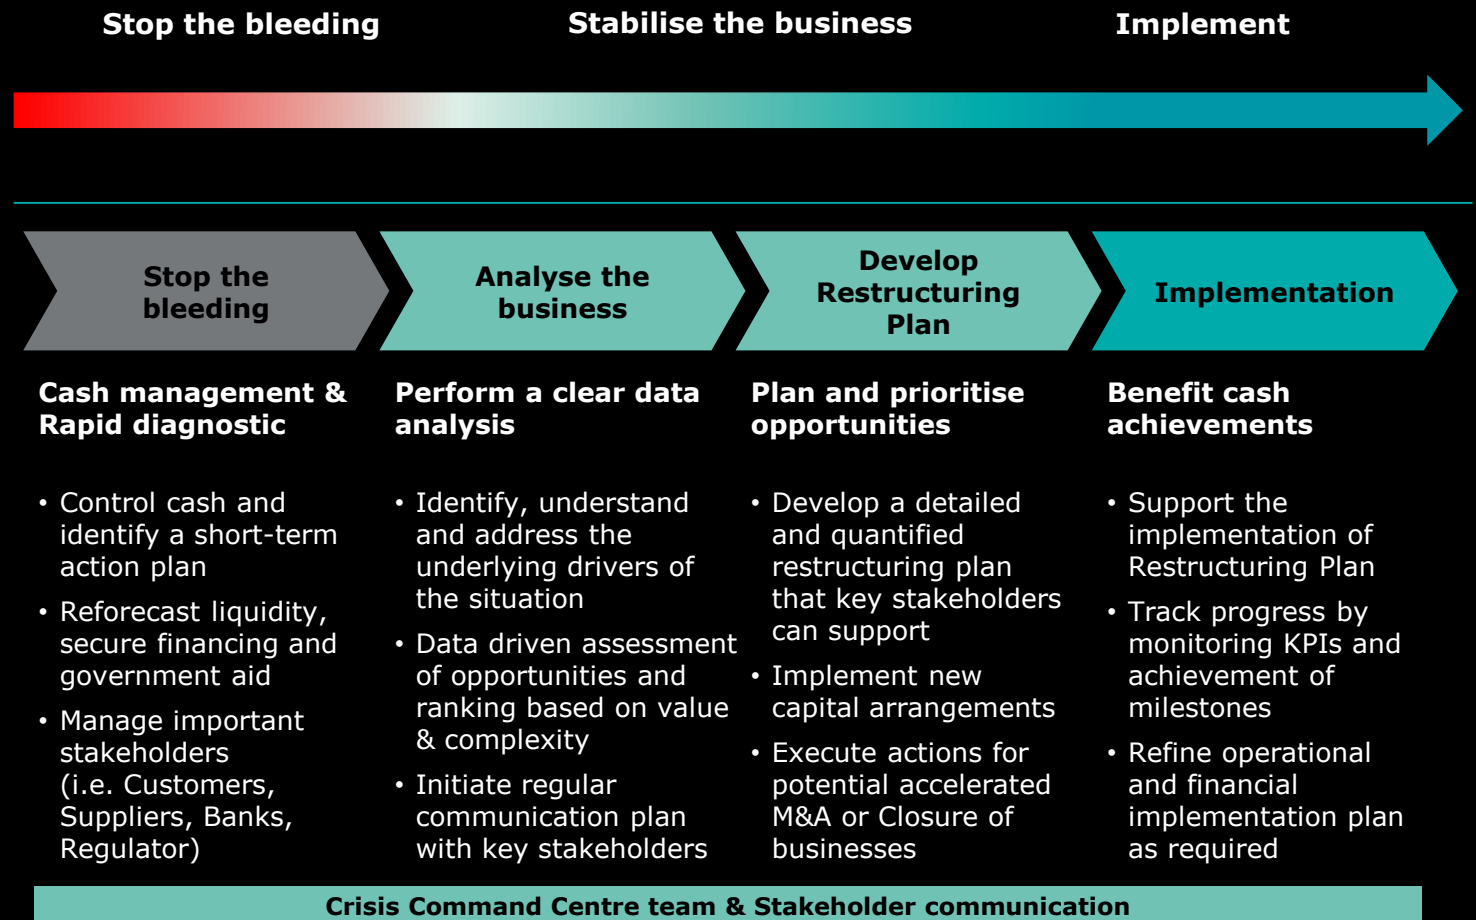 Stop the bleeding
Stabilise the business
Implement
Stop the
bleeding
Analyse the
business
Develop
Restructuring
Plan
Implementation
Cash management &
Rapid diagnostic
• Control cash and
identify a short-term
action plan
• Reforecast liquidity,
secure financing and
government aid
• Manage important
stakeholders
(i.e. Customers,
Suppliers, Banks,
Regulator)
Perform a clear data
analysis
• Identify, understand
and address the
underlying drivers of
the situation
• Data driven assessment
of opportunities and
ranking based on value
& complexity
• Initiate regular
communication plan
with key stakeholders
Plan and prioritise
opportunities
• Develop a detailed
and quantified
restructuring plan
that key stakeholders
can support
• Implement new
capital arrangements
• Execute actions for
potential accelerated
M&A or Closure of
businesses
Benefit cash
achievements
• Support the
implementation of
Restructuring Plan
• Track progress by
monitoring KPIs and
achievement of
milestones
• Refine operational
and financial
implementation plan
as required
Crisis Command Centre team & Stakeholder communication